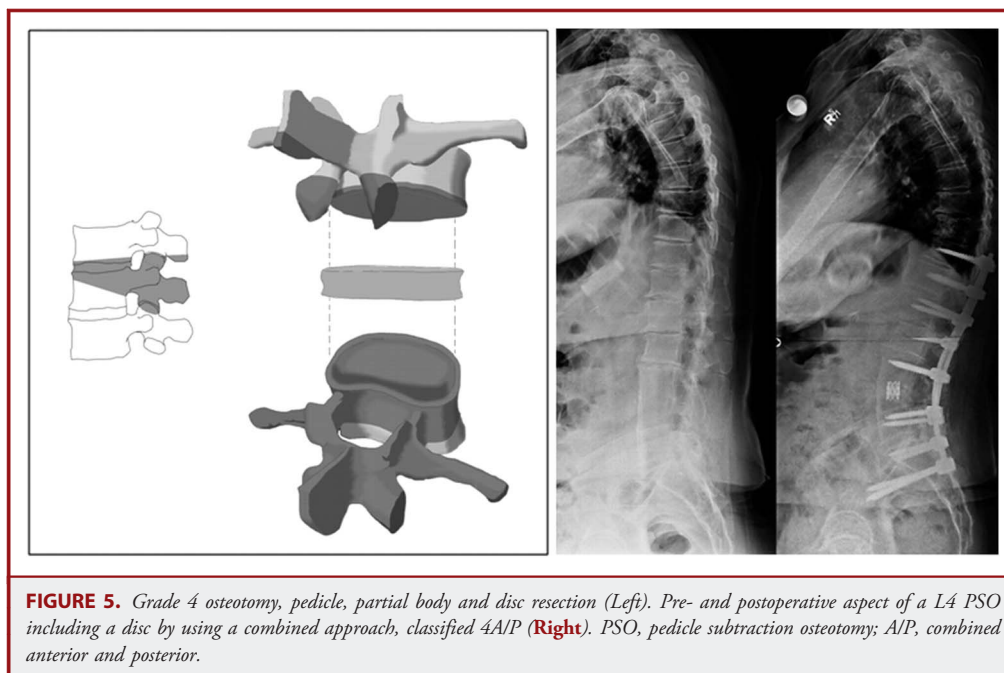 FIGURE 5. Grade 4 osteotomy, pedicle, partial body and disc resection (Left). Pre- and postoperative aspect of a L4 PSO
including a disc by using a combined approach, classified 4A/P (Right). PSO, pedicle subtraction osteotomy; A/P, combined
anterior and posterior.